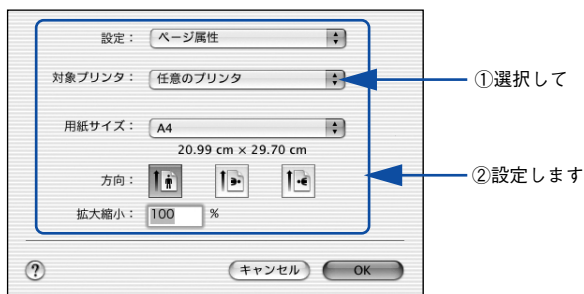 設定： ページ属性
対象プリンタ： 任意のプリンタ
①選択して
用紙サイズ： A4
20.99 cm × 29.70 cm
方向：
②設定します
拡大縮小： 100 %
? キャンセル OK